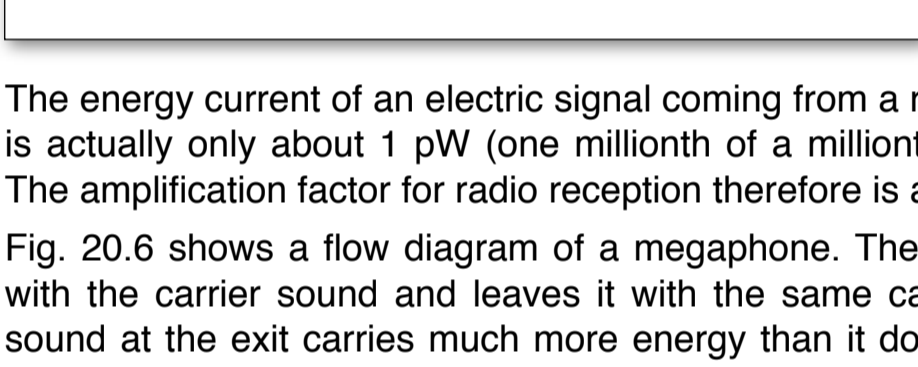 The energy current of an electric signal coming from a
is actually only about 1 pW (one millionth of a
The amplification factor for radio reception therefore is
Fig. 20.6 shows a flow diagram of a megaphone. The
with the carrier sound and leaves it with the same
sound at the exit carries much more energy than it